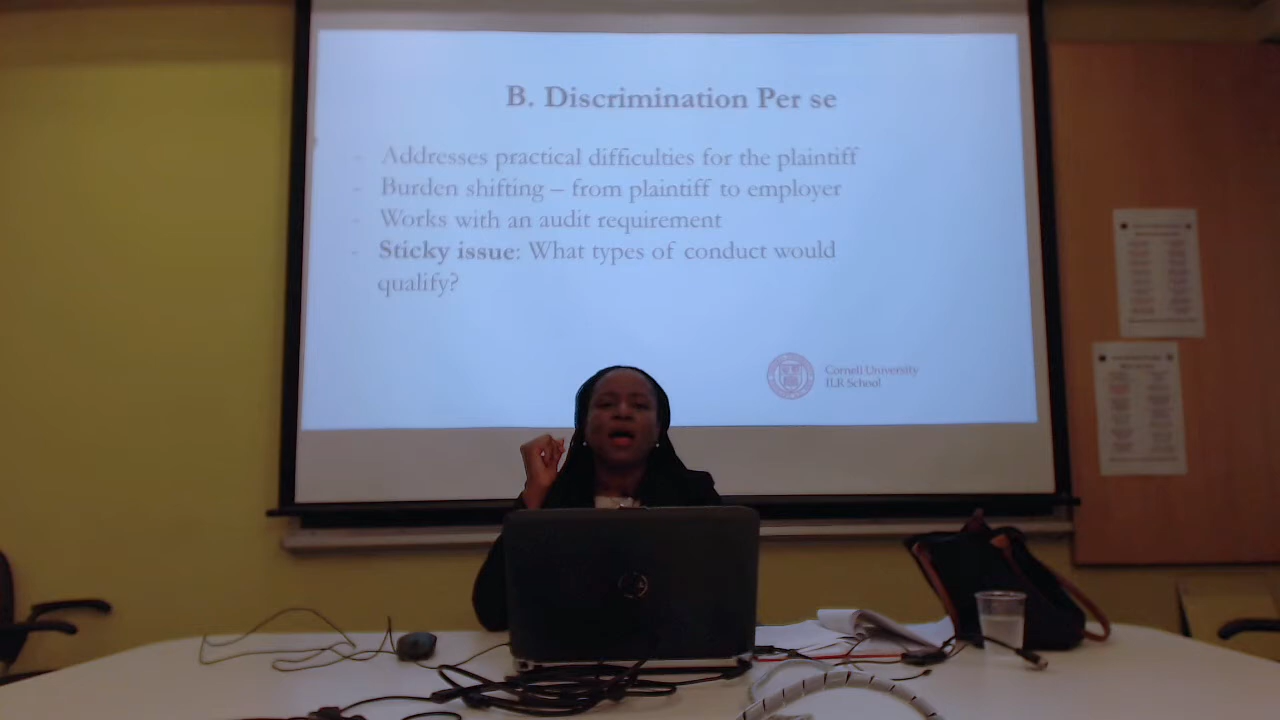 B. Discrimination Per se
- Addresses practical difficulties for the plaintiff
- Burden shifting – from plaintiff to employer
- Works with an audit requirement
- Sticky issue: What types of conduct would
qualify?
Cornell University
ILR School